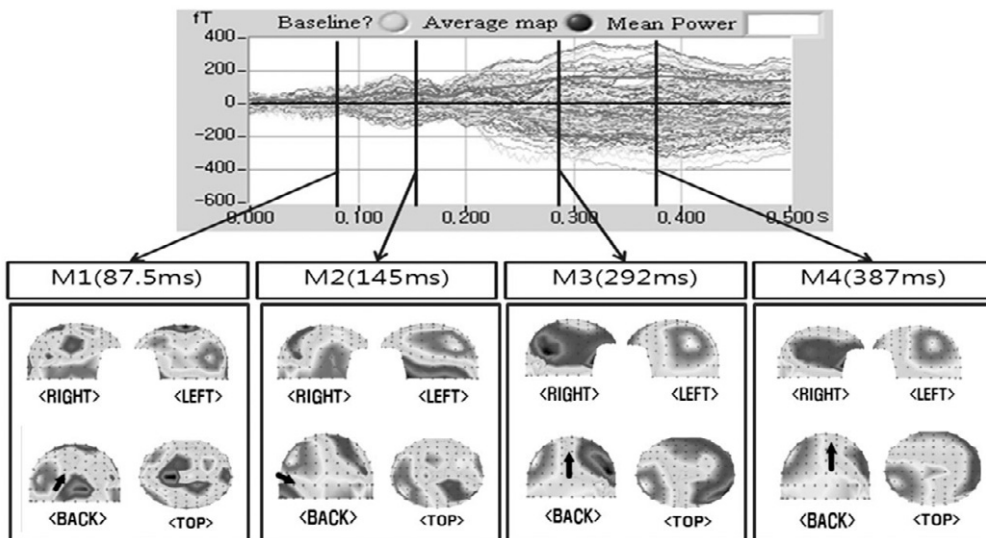 fT Baseline? Average map Mean Power
400
200
0
-200
-400
-600
0.000 0.100 0.200 0.300 0.400 0.500 S
M1(87.5ms) M2(145ms) M3(292ms) M4(387ms)
<RIGHT> <LEFT> <RIGHT> <LEFT> <RIGHT> <LEFT> <RIGHT> <LEFT>
<BACK> <TOP> <BACK> <TOP> <BACK> <TOP> <BACK> <TOP>